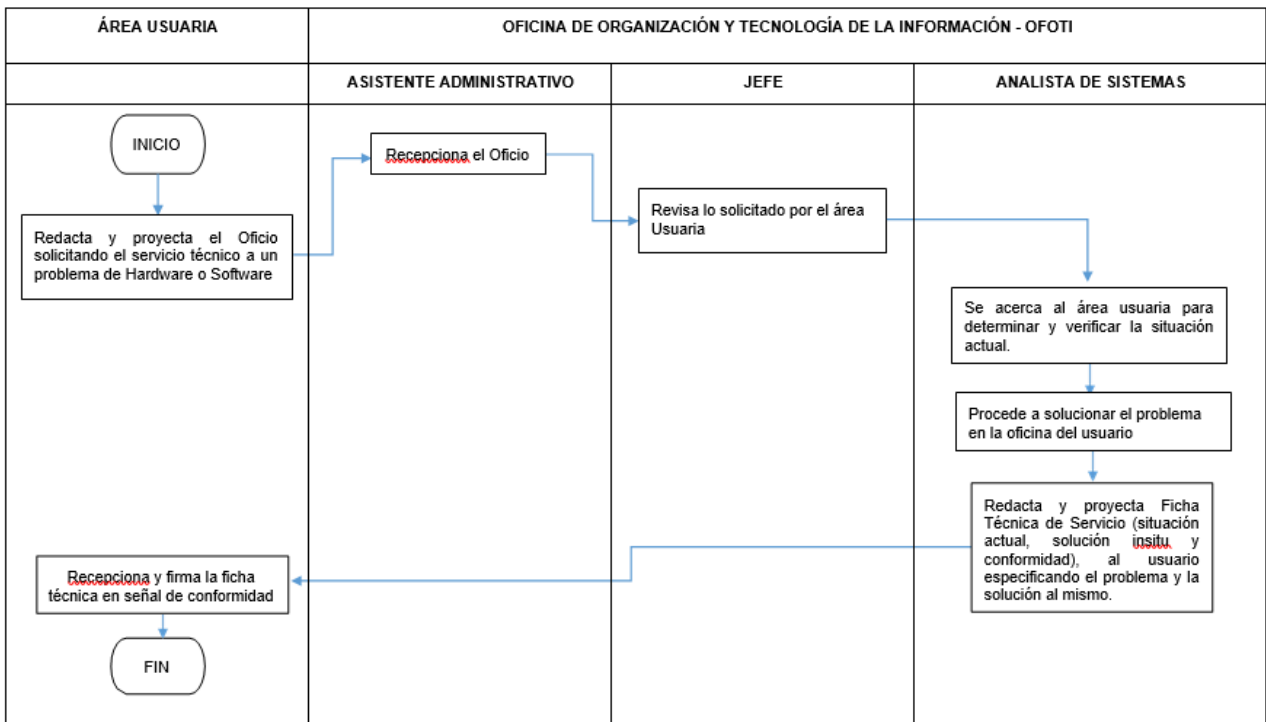 ÁREA USUARIA
OFICINA DE ORGANIZACIÓN Y TECNOLOGÍA DE LA INFORMACIÓN - OFOTI
ASISTENTE ADMINISTRATIVO
JEFE
ANALISTA DE SISTEMAS
INICIO
Redacta y proyecta el Oficio
solicitando el servicio técnico a un
problema de Hardware o Software
Recepciona el Oficio
Revisa lo solicitado por el área
Usuaria
Se acerca al área usuaria para
determinar y verificar la situación
actual.
Procede a solucionar el problema
en la oficina del usuario
Redacta y proyecta Ficha
Técnica de Servicio (situación
actual, solución insitu y
conformidad), al usuario
especificando el problema y la
solución al mismo.
Recepciona y firma la ficha
técnica en señal de conformidad
FIN